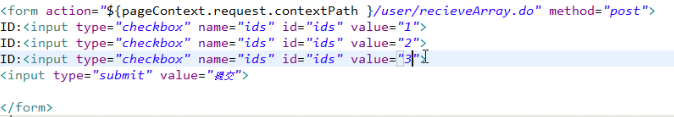 <form action="${pageContext.request.contextPath }/user/recieveArray.do" method="post">
ID:<input type="checkbox" name="ids" id="ids" value="1">
ID:<input type="checkbox" name="ids" id="ids" value="2">
ID:<input type="checkbox" name="ids" id="ids" value="3">
<input type="submit" value="提交">
</form>